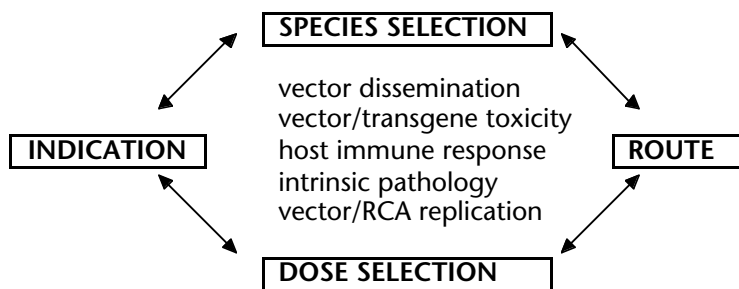 SPECIES SELECTION
vector dissemination
vector/transgene toxicity
INDICATION
host immune response
ROUTE
intrinsic pathology
vector/RCA replication
DOSE SELECTION